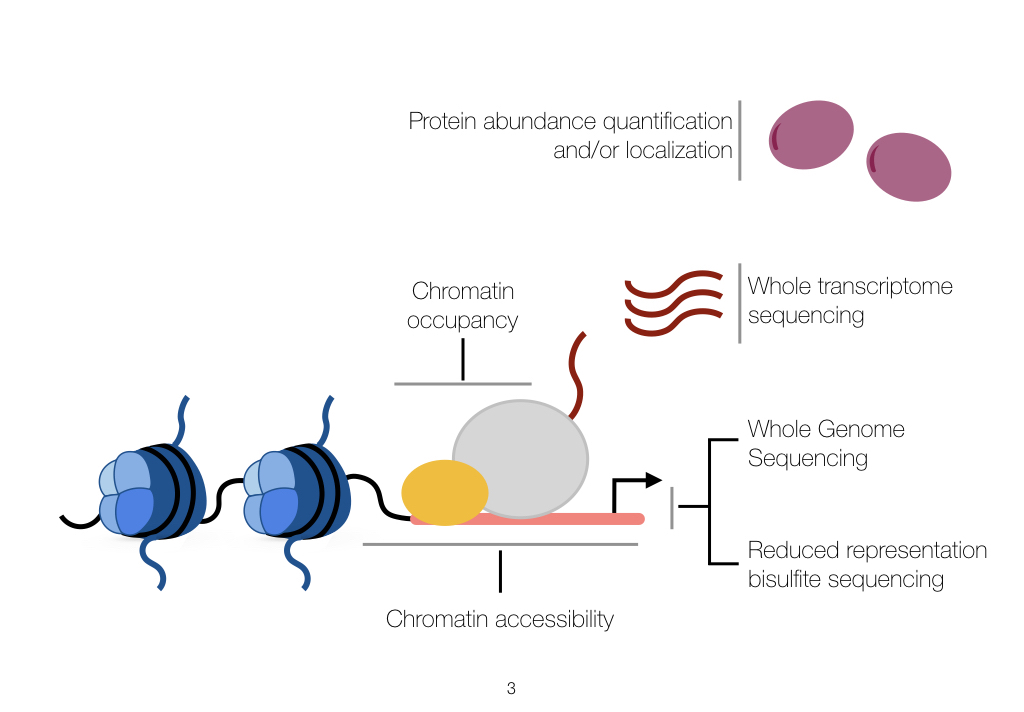 Protein abundance quantification
and/or localization
Chromatin
occupancy
Whole transcriptome
sequencing
Whole Genome
Sequencing
Reduced representation
bisulfite sequencing
Chromatin accessibility
3